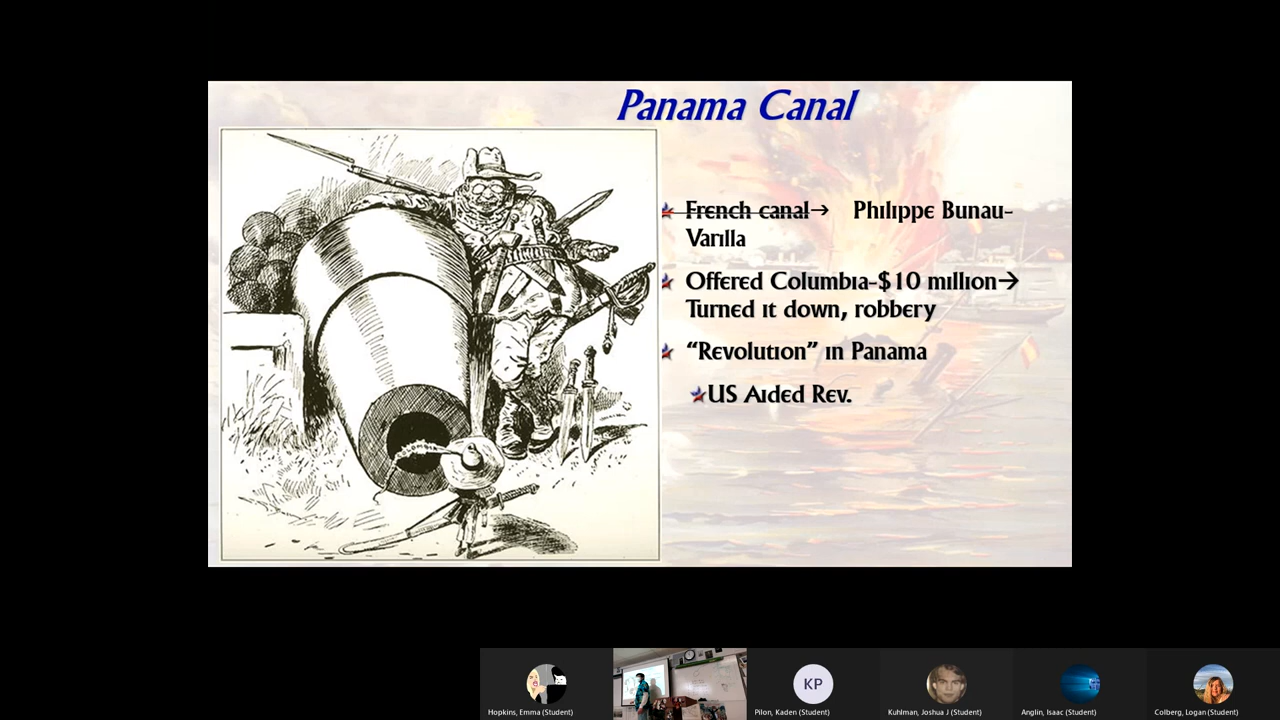 Panama Canal
French canal→ Philippe Bunau-
Varilla
Offered Columbia-$10 million→
Turned it down, robbery
“Revolution” in Panama
US Aided Rev.
Hopkins, Emma (Student)
KP
Pilon, Kaden (Student)
Kuhlman, Joshua J (Student)
Anglin, Isaac (Student)
Colberg, Logan (Student)